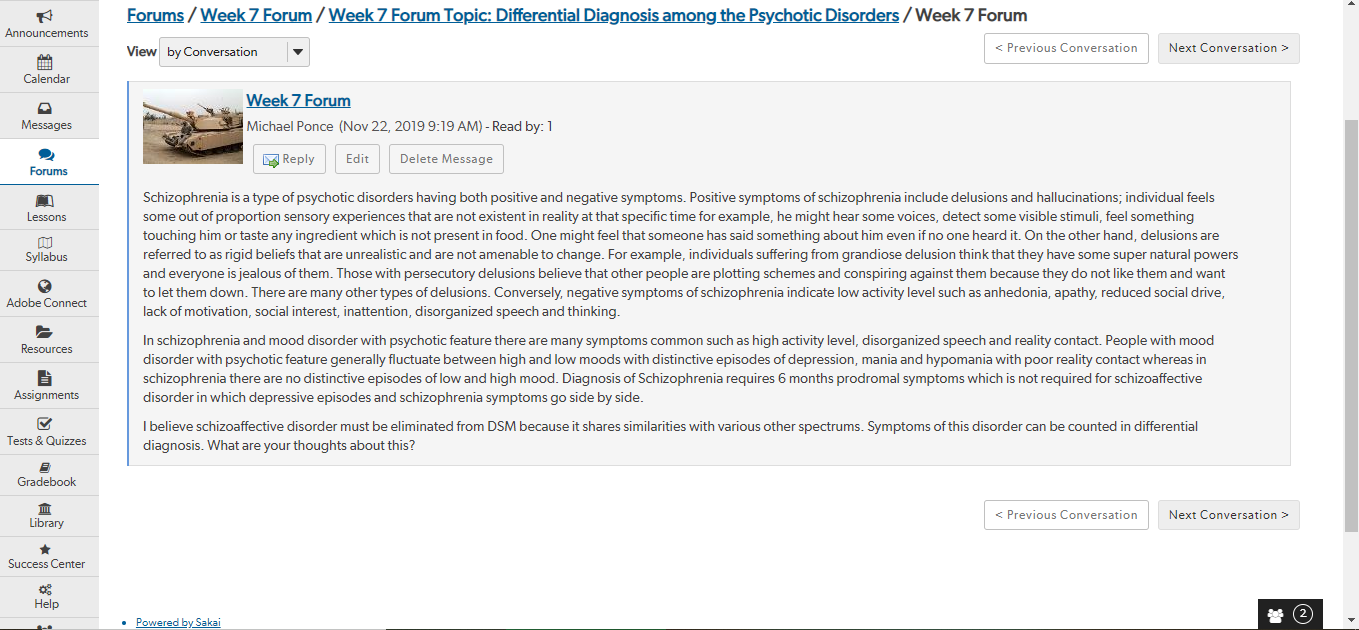 Announcements
Calendar
Messages
Forums
Lessons
Syllabus
Adobe Connect
Resources
Assignments
Tests & Quizzes
Gradebook
Library
Success Center
Help
Forums / Week 7 Forum / Week 7 Forum Topic: Differential Diagnosis among the Psychotic Disorders / Week 7 Forum
View by Conversation
< Previous Conversation Next Conversation >
Week 7 Forum
Michael Ponce (Nov 22, 2019 9:19 AM) - Read by: 1
Reply Edit Delete Message
Schizophrenia is a type of psychotic disorders having both positive and negative symptoms. Positive symptoms of schizophrenia include delusions and hallucinations; individual feels
some out of proportion sensory experiences that are not existent in reality at that specific time for example, he might hear some voices, detect some visible stimuli, feel something
touching him or taste any ingredient which is not present in food. One might feel that someone has said something about him even if no one heard it. On the other hand, delusions are
referred to as rigid beliefs that are unrealistic and are not amenable to change. For example, individuals suffering from grandiose delusion think that they have some super natural powers
and everyone is jealous of them. Those with persecutory delusions believe that other people are plotting schemes and conspiring against them because they do not like them and want
to let them down. There are many other types of delusions. Conversely, negative symptoms of schizophrenia indicate low activity level such as anhedonia, apathy, reduced social drive,
lack of motivation, social interest, inattention, disorganized speech and thinking.
In schizophrenia and mood disorder with psychotic feature there are many symptoms common such as high activity level, disorganized speech and reality contact. People with mood
disorder with psychotic feature generally fluctuate between high and low moods with distinctive episodes of depression, mania and hypomania with poor reality contact whereas in
schizophrenia there are no distinctive episodes of low and high mood. Diagnosis of Schizophrenia requires 6 months prodromal symptoms which is not required for schizoaffective
disorder in which depressive episodes and schizophrenia symptoms go side by side.
I believe schizoaffective disorder must be eliminated from DSM because it shares similarities with various other spectrums. Symptoms of this disorder can be counted in differential
diagnosis. What are your thoughts about this?
< Previous Conversation Next Conversation >
Powered by Sakai
2